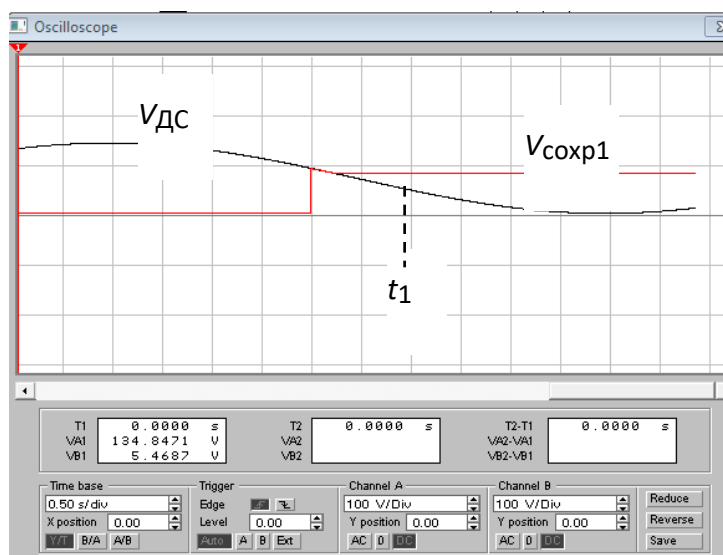 Oscilloscope
Σ
1
VДС
Vсохр1
t1
T1 0.0000 s
VA1 134.8471 V
VB1 5.4687 V
T2 0.0000 s
VA2
VB2
T2-T1 0.0000 s
VA2-VA1
VB2-VB1
Time base
0.50 s/div
X position 0.00
Y/T B/A A/B
Trigger
Edge
Level 0.00
Auto A B Ext
Channel A
100 V/Div
Y position 0.00
AC 0 DC
Channel B
100 V/Div
Y position 0.00
AC 0 DC
Reduce
Reverse
Save